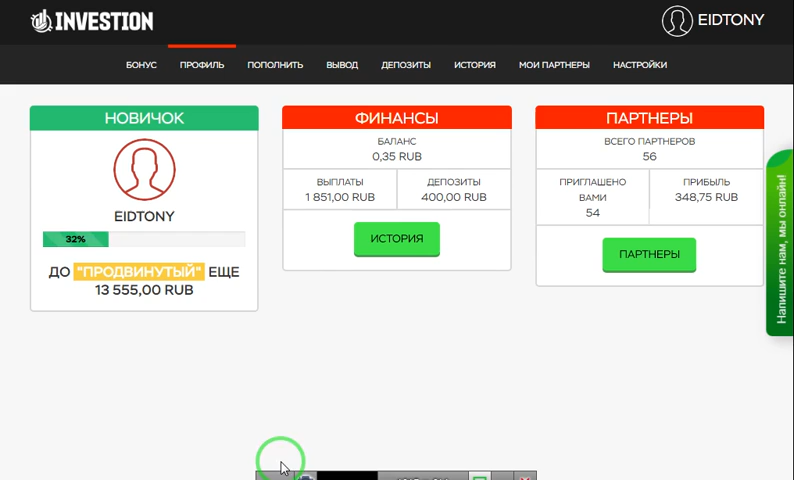 INVESTION
EIDTONY
БОНУС ПРОФИЛЬ ПОПОЛНИТЬ ВЫВОД ДЕПОЗИТЫ ИСТОРИЯ МОИ ПАРТНЕРЫ НАСТРОЙКИ
НОВИЧОК
EIDTONY
32%
ДО "ПРОДВИНУТЫЙ" ЕЩЕ
13 555,00 RUB
ФИНАНСЫ
БАЛАНС
0,35 RUB
ВЫПЛАТЫ
1 851,00 RUB
ДЕПОЗИТЫ
400,00 RUB
ИСТОРИЯ
ПАРТНЕРЫ
ВСЕГО ПАРТНЕРОВ
56
ПРИГЛАШЕНО
ВАМИ
54
ПРИБЫЛЬ
348,75 RUB
ПАРТНЕРЫ
Напишите нам, мы онлайн!